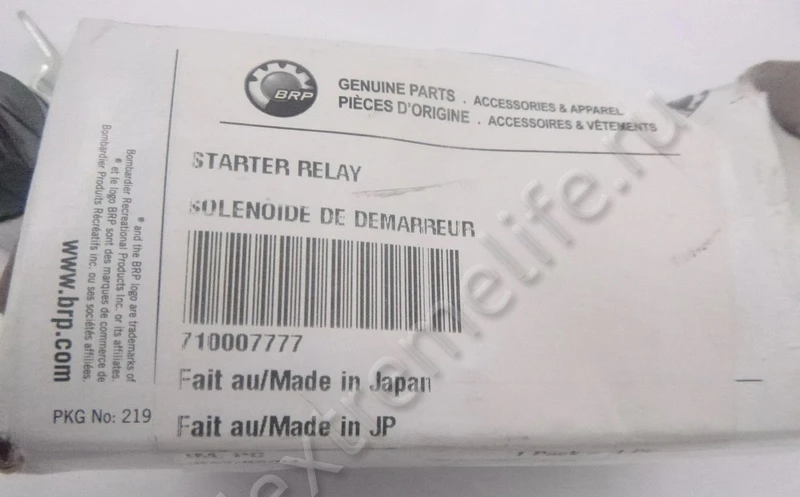 BRP
GENUINE PARTS . ACCESSORIES & APPAREL
PIÈCES D'ORIGINE . ACCESSOIRES & VÊTEMENTS
STARTER RELAY
SOLENOIDE DE DEMARREUR
710007777
Fait au/Made in Japan
Fait au/Made in JP
® and the BRP logo are trademarks of
Bombardier Recreational Products Inc. or its affiliates.
® et le logo BRP sont des marques de commerce de
Bombardier Produits Récréatifs inc. ou ses sociétés affiliées.
www.brp.com
PKG No: 219
extremelife.ru